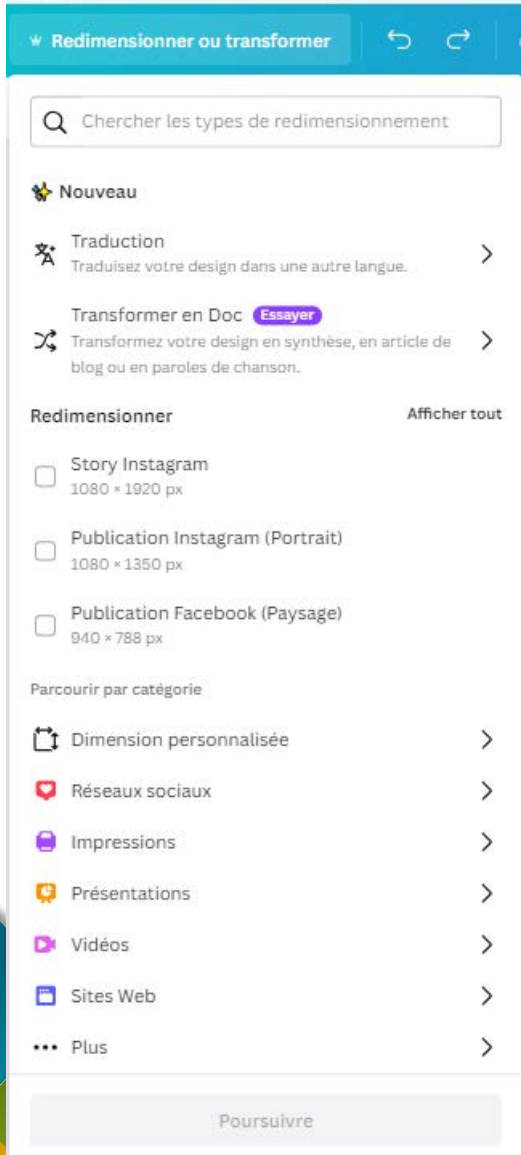 Redimensionner ou transformer
Chercher les types de redimensionnement
Nouveau
Traduction
Traduisez votre design dans une autre langue.
Transformer en Doc Essayer
Transformez votre design en synthèse, en article de
blog ou en paroles de chanson.
Redimensionner Afficher tout
Story Instagram
1080 × 1920 px
Publication Instagram (Portrait)
1080 × 1350 px
Publication Facebook (Paysage)
940 × 788 px
Parcourir par catégorie
Dimension personnalisée
Réseaux sociaux
Impressions
Présentations
Vidéos
Sites Web
Plus
Poursuivre